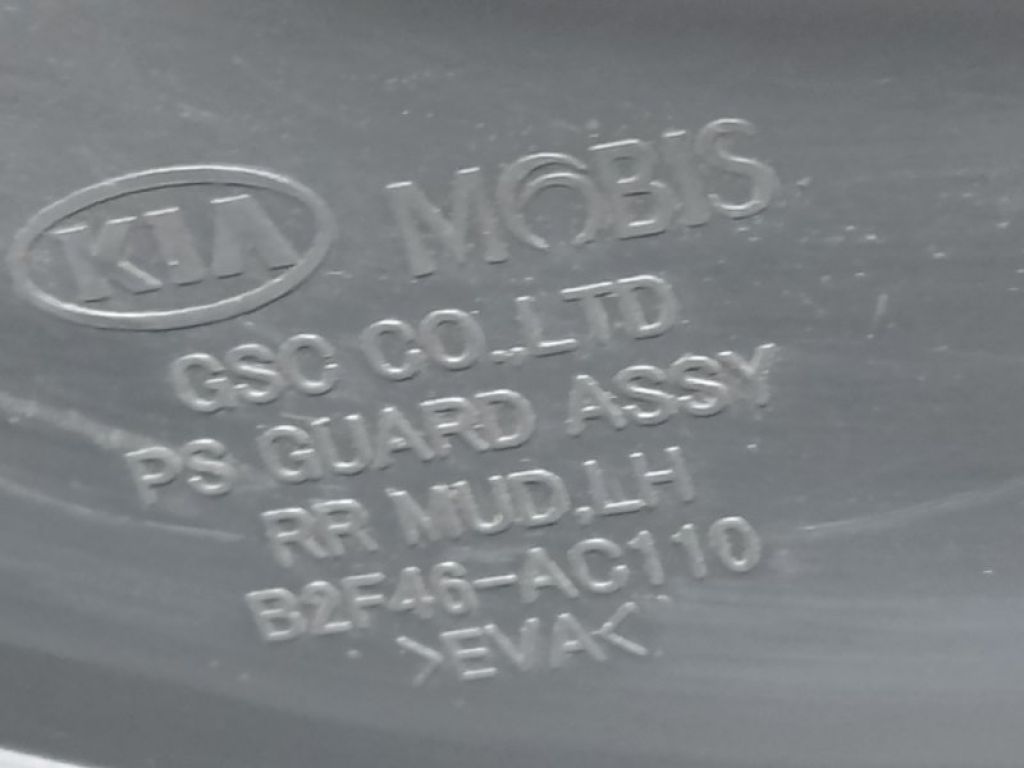 KIA MOBIS
GSC CO.,LTD
PS GUARD ASSY
RR MUD,LH
B2F46-AC110
>EVA<